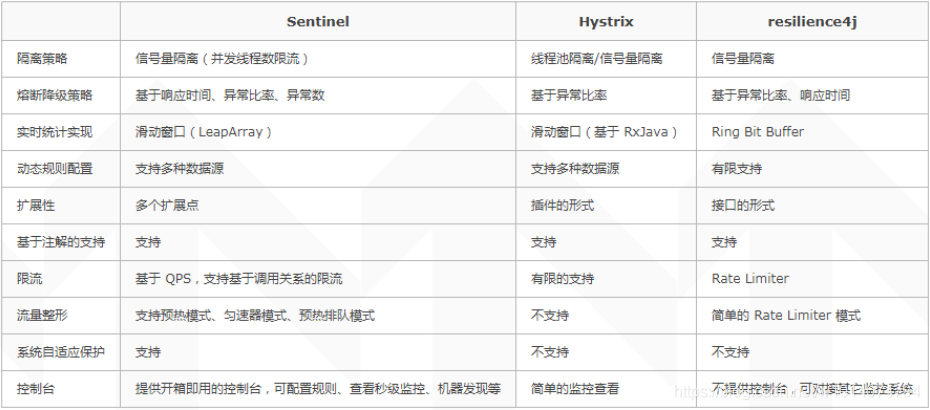 Sentinel Hystrix resilience4j
隔离策略 信号量隔离（并发线程数限流） 线程池隔离/信号量隔离 信号量隔离
熔断降级策略 基于响应时间、异常比率、异常数 基于异常比率 基于异常比率、响应时间
实时统计实现 滑动窗口（LeapArray） 滑动窗口（基于 RxJava） Ring Bit Buffer
动态规则配置 支持多种数据源 支持多种数据源 有限支持
扩展性 多个扩展点 插件的形式 接口的形式
基于注解的支持 支持 支持 支持
限流 基于 QPS，支持基于调用关系的限流 有限的支持 Rate Limiter
流量整形 支持预热模式、匀速器模式、预热排队模式 不支持 简单的 Rate Limiter 模式
系统自适应保护 支持 不支持 不支持
控制台 提供开箱即用的控制台，可配置规则、查看秒级监控、机器发现等 简单的监控查看 不提供控制台，可对接其它监控系统